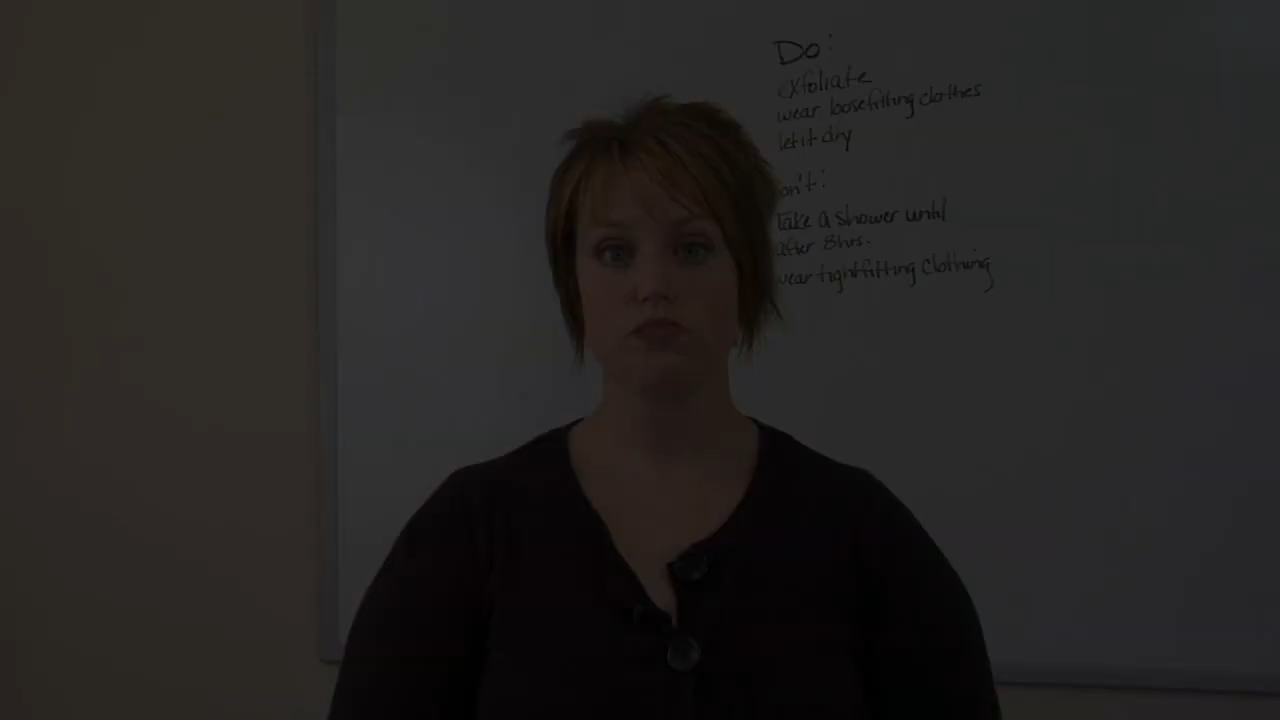 Do:
exfoliate
wear loosefitting clothes
let it dry
on't:
Take a shower until
after 8hrs.
wear tightfitting clothing